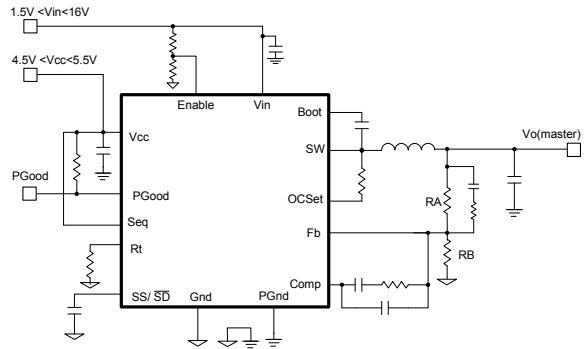 1.5V <Vin<16V
4.5V <Vcc<5.5V
Enable
Vin
Boot
Vcc
Vo(master)
SW
PGood
PGood
OCSet
RA
Seq
Fb
Rt
RB
Comp
SS/ SD
Gnd
PGnd